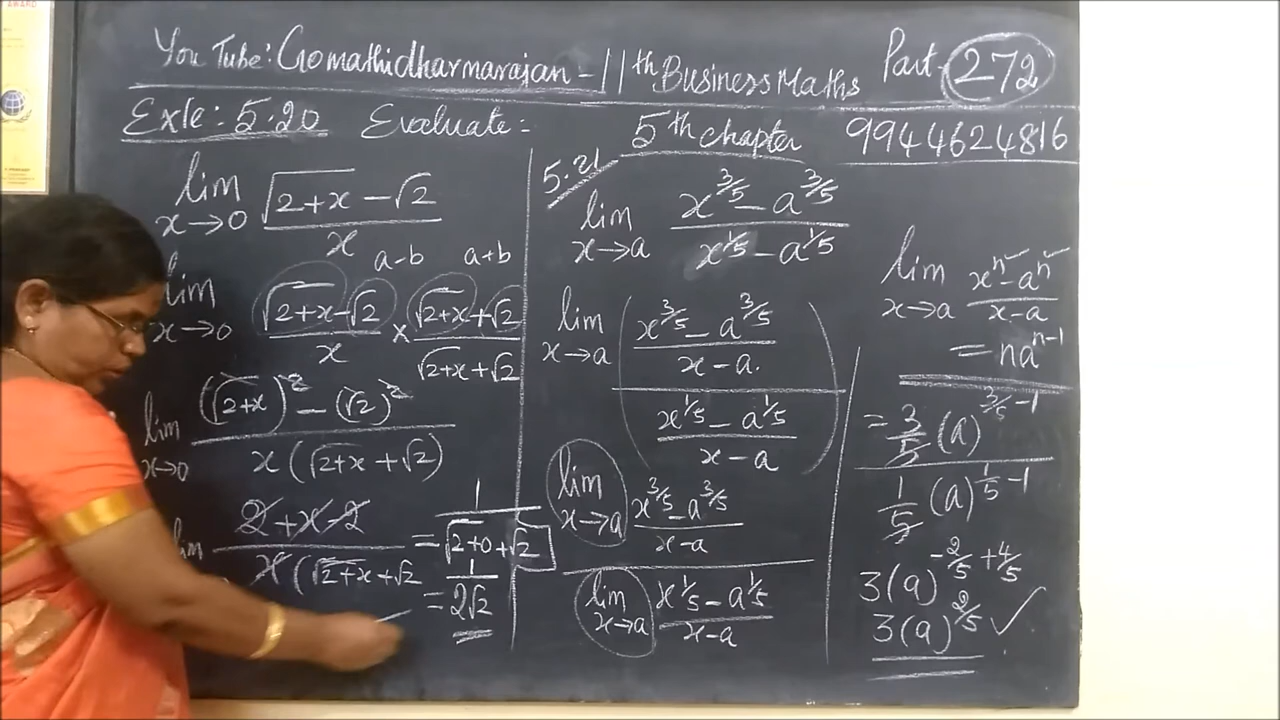 AWARD
You Tube: Gomathidharmarajan - 11th Business Maths Part - 272
Exle: 5.20 Evaluate:
5th chapter 9944624816
lim x→0 (√(2+x) - √2)/x
a-b a+b
lim x→0 (√(2+x) - √2)/x × (√(2+x) + √2)/(√(2+x) + √2)
lim x→0 ((√(2+x))² - (√2)²)/(x(√(2+x) + √2))
lim (2+x-2)/(x(√(2+x) + √2
= 1/(√(2+0) + √2)
= 1/(2√2)
5.21
lim x→a (x^(3/5) - a^(3/5))/(x^(1/5) - a^(1/5))
lim x→a ((x^(3/5) - a^(3/5))/(x-a.))/((x^(1/5) - a^(1/5))/(x-a))
lim x→a (x^(3/5) - a^(3/5))/(x-a)
lim x→a (x^(1/5) - a^(1/5))/(x-a)
lim x→a (x^n - a^n)/(x-a)
= na^(n-1)
= 3/5 (a)^(3/5 -1)
1/5 (a)^(1/5 -1)
3(a)^(-2/5 + 4/5)
3(a)^(2/5) ✓